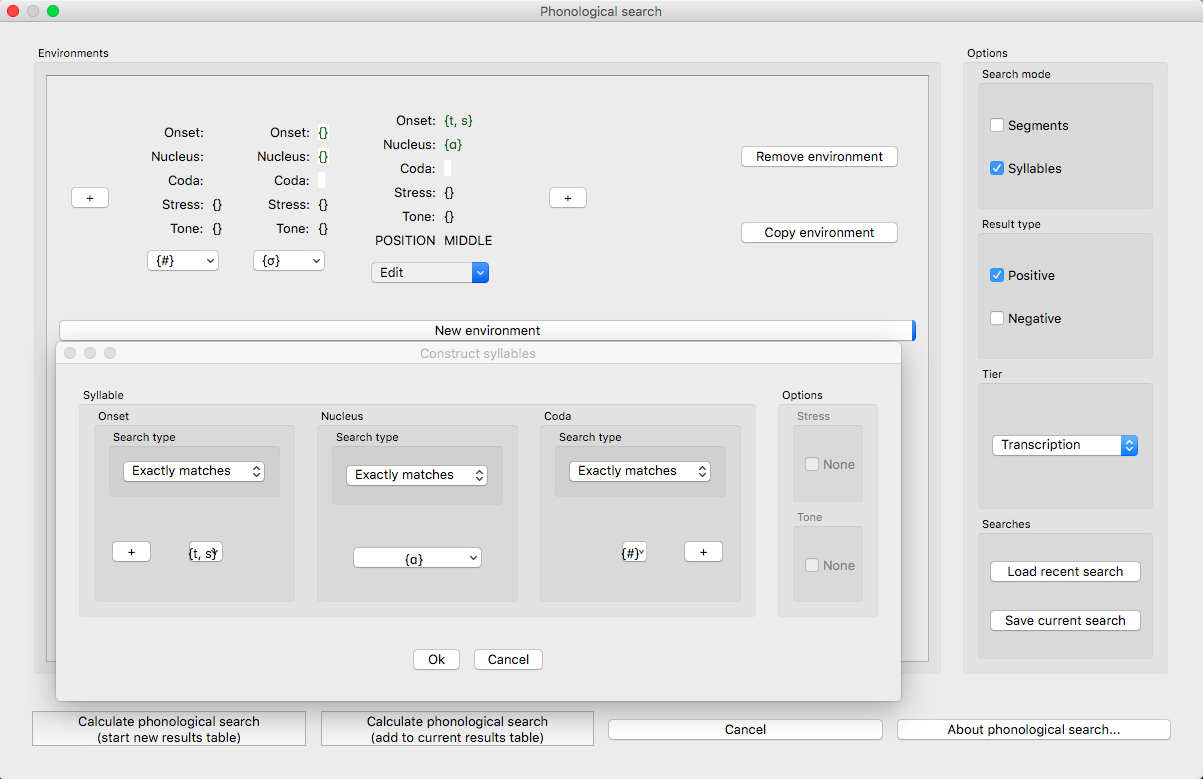 Phonological search
Environments
Onset:
Nucleus:
Coda:
Stress: {}
Tone: {}
{#}
Onset: {}
Nucleus: {}
Coda:
Stress: {}
Tone: {}
{σ}
Onset: {t, s}
Nucleus: {ɑ}
Coda:
Stress: {}
Tone: {}
POSITION MIDDLE
Edit
+
+
Remove environment
Copy environment
New environment
Construct syllables
Syllable
Onset
Search type
Exactly matches
+
{t, s}
Nucleus
Search type
Exactly matches
{ɑ}
Coda
Search type
Exactly matches
{#}
+
Options
Stress
None
Tone
None
Ok
Cancel
Options
Search mode
Segments
Syllables
Result type
Positive
Negative
Tier
Transcription
Searches
Load recent search
Save current search
Calculate phonological search
(start new results table)
Calculate phonological search
(add to current results table)
Cancel
About phonological search...